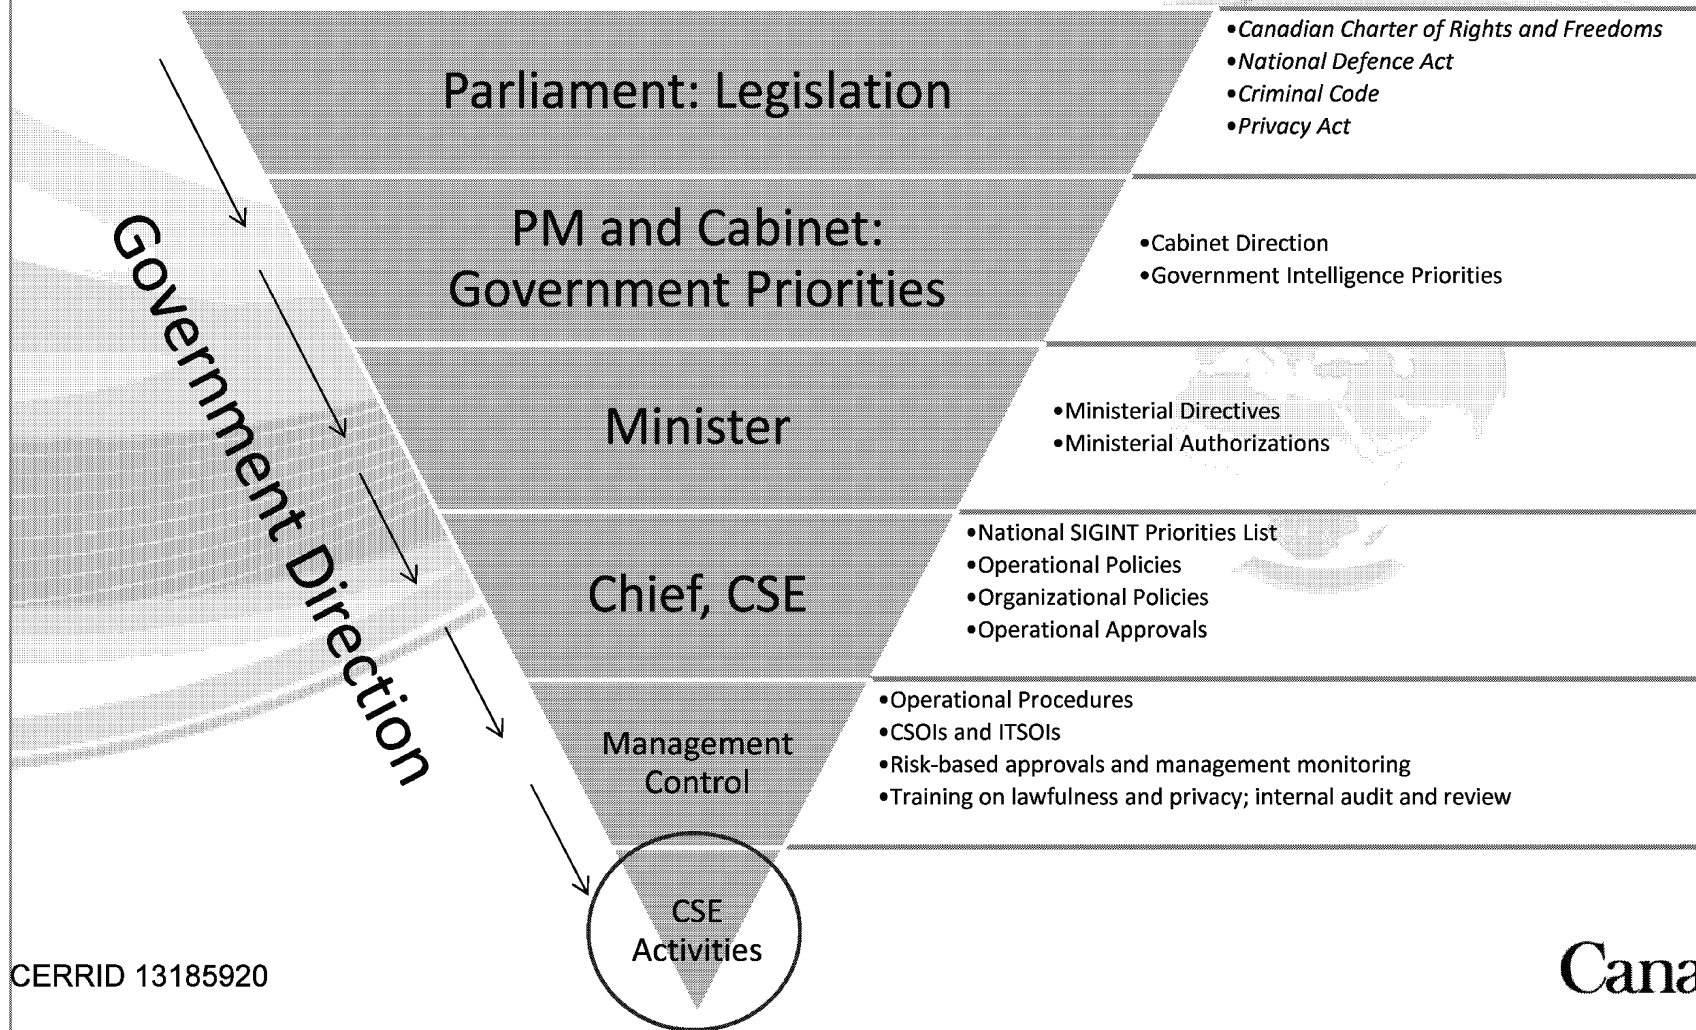 Parliament: Legislation
•Canadian Charter of Rights and Freedoms
•National Defence Act
•Criminal Code
•Privacy Act
PM and Cabinet:
Government Priorities
•Cabinet Direction
•Government Intelligence Priorities
Minister
•Ministerial Directives
•Ministerial Authorizations
Chief, CSE
•National SIGINT Priorities List
•Operational Policies
•Organizational Policies
•Operational Approvals
Management
Control
•Operational Procedures
•CSOIs and ITSOIs
•Risk-based approvals and management monitoring
•Training on lawfulness and privacy; internal audit and review
CSE
Activities
Government Direction
CERRID 13185920
Cana